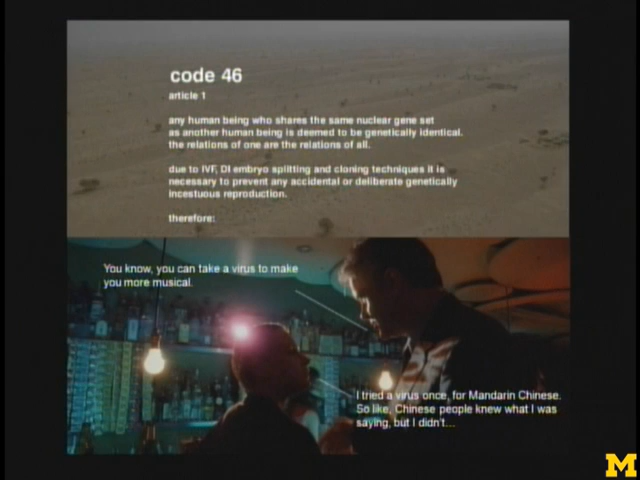 code 46
article 1
any human being who shares the same nuclear gene set
as another human being is deemed to be genetically identical.
the relations of one are the relations of all.
due to IVF, DI embryo splitting and cloning techniques it is
necessary to prevent any accidental or deliberate genetically
incestuous reproduction.
therefore:
You know, you can take a virus to make
you more musical.
I tried a virus once, for Mandarin Chinese.
So like, Chinese people knew what I was
saying, but I didn't...
M